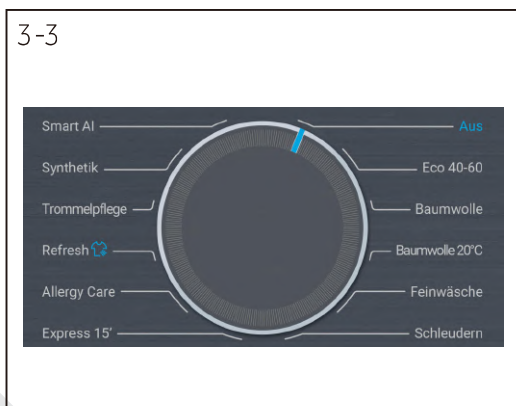 3-3
Smart AI
Aus
Synthetik
Eco 40-60
Trommelpflege
Baumwolle
Refresh
Baumwolle 20°C
Allergy Care
Feinwäsche
Express 15'
Schleudern